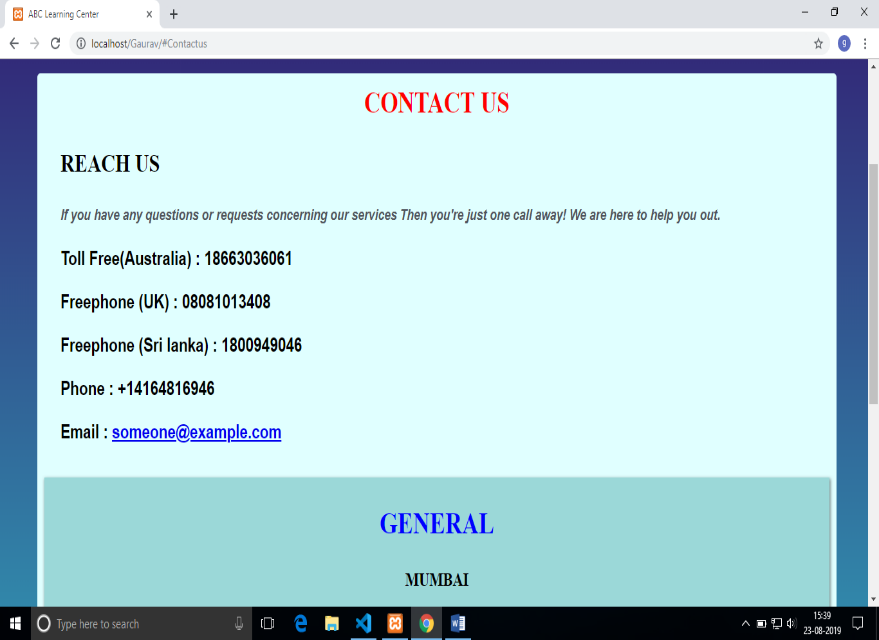 ABC Learning Center
localhost/Gaurav/#Contactus
g
CONTACT US
REACH US
If you have any questions or requests concerning our services Then you're just one call away! We are here to help you out.
Toll Free(Australia) : 18663036061
Freephone (UK) : 08081013408
Freephone (Sri lanka) : 1800949046
Phone : +14164816946
Email : someone@example.com
GENERAL
MUMBAI
Type here to search
15:39
23-08-2019